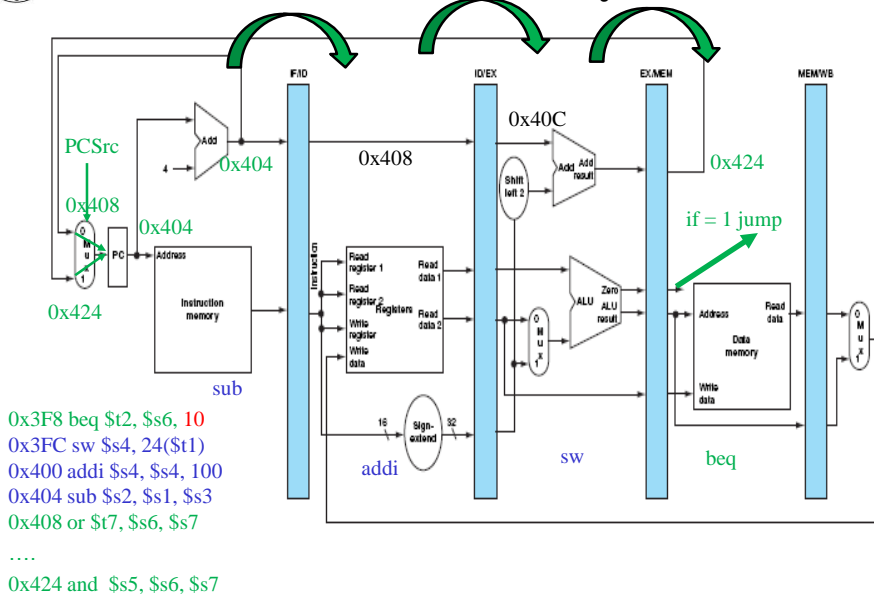 IF/ID
ID/EX
EX/MEM
MEM/WB
0x40C
PCSrc
Add
0x404
0x408
Add
Add
result
0x424
4
Shift
left 2
if = 1 jump
0x408
0x404
0
M
u
x
1
PC
Address
Instruction
memory
Instruction
Read
register 1
Read
data 1
Read
register 2
Registers
Write
register
Read
data 2
Write
data
0
M
u
x
1
Zero
ALU
ALU
result
Address
Read
data
Data
memory
Write
data
0
M
u
x
1
0x424
sub
16
Sign-
extend
32
addi
sw
beq
0x3F8 beq $t2, $s6, 10
0x3FC sw $s4, 24($t1)
0x400 addi $s4, $s4, 100
0x404 sub $s2, $s1, $s3
0x408 or $t7, $s6, $s7
....
0x424 and $s5, $s6, $s7